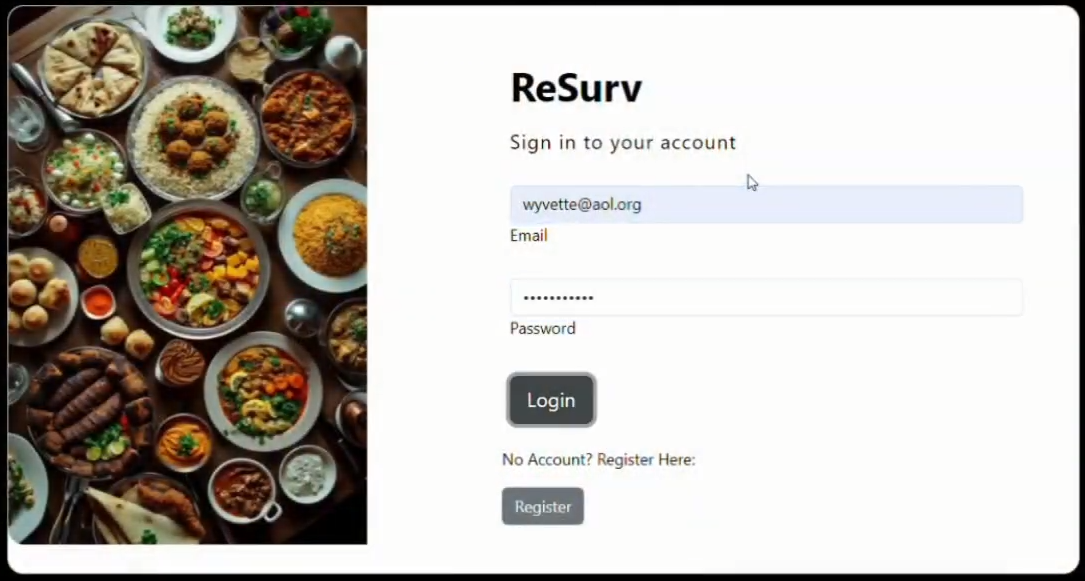 ReSurv
Sign in to your account
wyvette@aol.org
Email
•••••••••••
Password
Login
No Account? Register Here:
Register